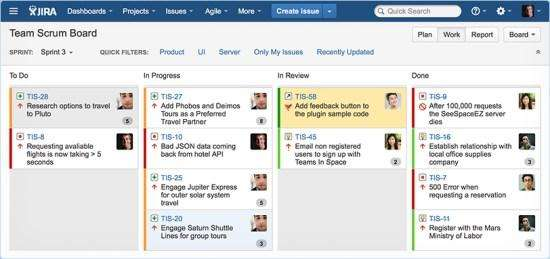 JIRA Dashboards Projects Issues Agile More Create Issue Quick Search
Team Scrum Board Plan Work Report Board
SPRINT: Sprint 3 QUICK FILTERS: Product UI Server Only My Issues Recently Updated
To Do
TIS-28
Research options to travel
to Pluto
5
TIS-8
Requesting avaliable
flights is now taking > 5
seconds
In Progress
TIS-27
Add Phobos and Deimos
Tours as a Preferred
Travel Partner
8
TIS-10
Bad JSON data coming
back from hotel API
TIS-25
Engage Jupiter Express
for outer solar system
travel
5
TIS-20
Engage Saturn Shuttle
Lines for group tours
3
In Review
TIS-58
Add feedback button to
the plugin sample code
TIS-45
Email non registered
users to sign up with
Teams In Space
2
Done
TIS-9
After 100,000 requests
the SeeSpaceEZ server
dies
TIS-16
Establish relationship with
local office supplies
company
3
TIS-7
500 Error when
requesting a reservation
TIS-11
Register with the Mars
Ministry of Labor
2